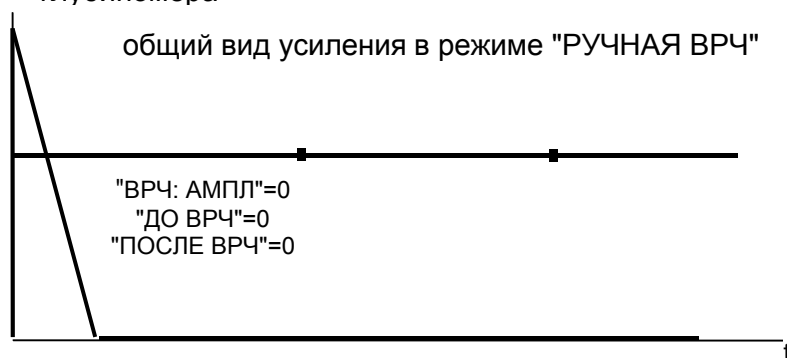 общий вид усиления в режиме "РУЧНАЯ ВРЧ"
"ВРЧ: АМПЛ"=0
"ДО ВРЧ"=0
"ПОСЛЕ ВРЧ"=0
t